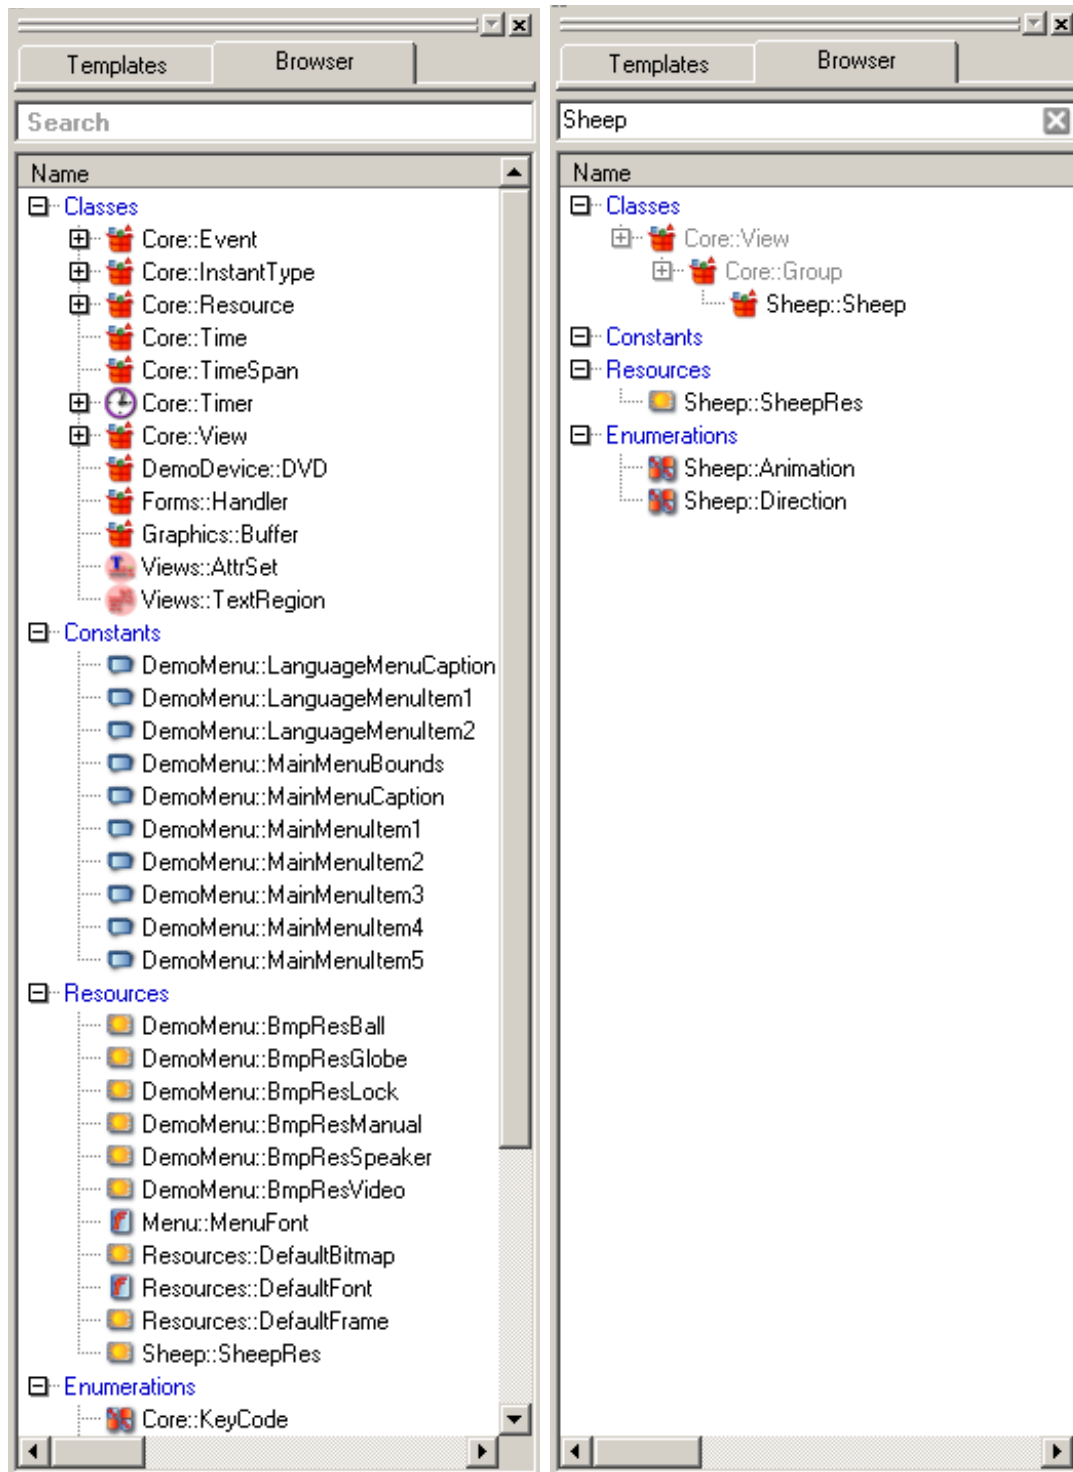 Templates
Browser
Search
Name
Classes
Core::Event
Core::InstantType
Core::Resource
Core::Time
Core::TimeSpan
Core::Timer
Core::View
DemoDevice::DVD
Forms::Handler
Graphics::Buffer
Views::AttrSet
Views::TextRegion
Constants
DemoMenu::LanguageMenuCaption
DemoMenu::LanguageMenuItem1
DemoMenu::LanguageMenuItem2
DemoMenu::MainMenuBounds
DemoMenu::MainMenuCaption
DemoMenu::MainMenuItem1
DemoMenu::MainMenuItem2
DemoMenu::MainMenuItem3
DemoMenu::MainMenuItem4
DemoMenu::MainMenuItem5
Resources
DemoMenu::BmpResBall
DemoMenu::BmpResGlobe
DemoMenu::BmpResLock
DemoMenu::BmpResManual
DemoMenu::BmpResSpeaker
DemoMenu::BmpResVideo
Menu::MenuFont
Resources::DefaultBitmap
Resources::DefaultFont
Resources::DefaultFrame
Sheep::SheepRes
Enumerations
Core::KeyCode
Templates
Browser
Sheep
Name
Classes
Core::View
Core::Group
Sheep::Sheep
Constants
Resources
Sheep::SheepRes
Enumerations
Sheep::Animation
Sheep::Direction